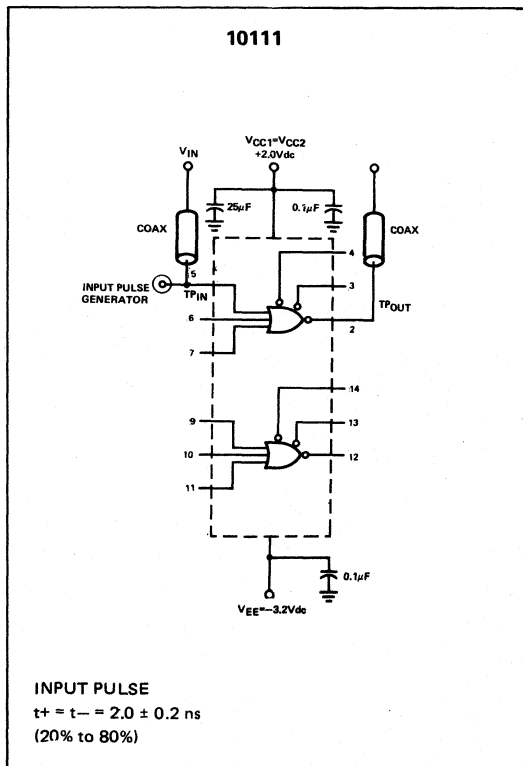 10111
VCC1=VCC2
+2.0Vdc
VIN
25μF
0.1μF
COAX
COAX
4
5
3
INPUT PULSE
GENERATOR
TPIN
TPOUT
6
2
7
14
9
13
10
12
11
0.1μF
VEE=−3.2Vdc
INPUT PULSE
t+ = t− = 2.0 ± 0.2 ns
(20% to 80%)